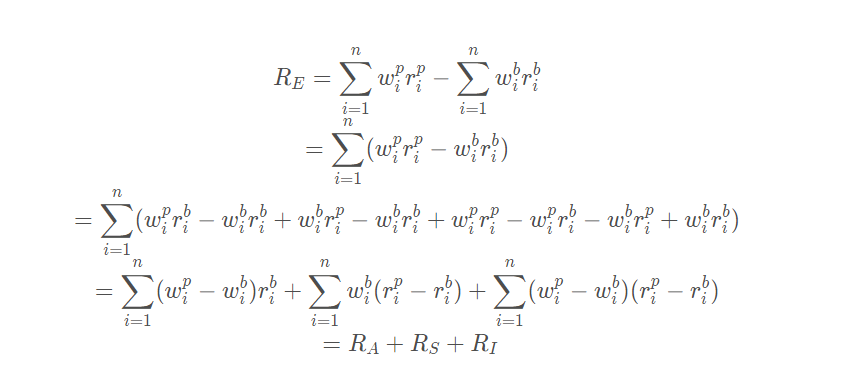 $R_E = \sum_{i=1}^{n} w_i^p r_i^p - \sum_{i=1}^{n} w_i^b r_i^b$
$= \sum_{i=1}^{n} (w_i^p r_i^p - w_i^b r_i^b)$
$= \sum_{i=1}^{n} (w_i^p r_i^b - w_i^b r_i^b + w_i^b r_i^p - w_i^b r_i^b + w_i^p r_i^p - w_i^p r_i^b - w_i^b r_i^p + w_i^b r_i^b)$
$= \sum_{i=1}^{n} (w_i^p - w_i^b) r_i^b + \sum_{i=1}^{n} w_i^b (r_i^p - r_i^b) + \sum_{i=1}^{n} (w_i^p - w_i^b)(r_i^p - r_i^b)$
$= R_A + R_S + R_I$